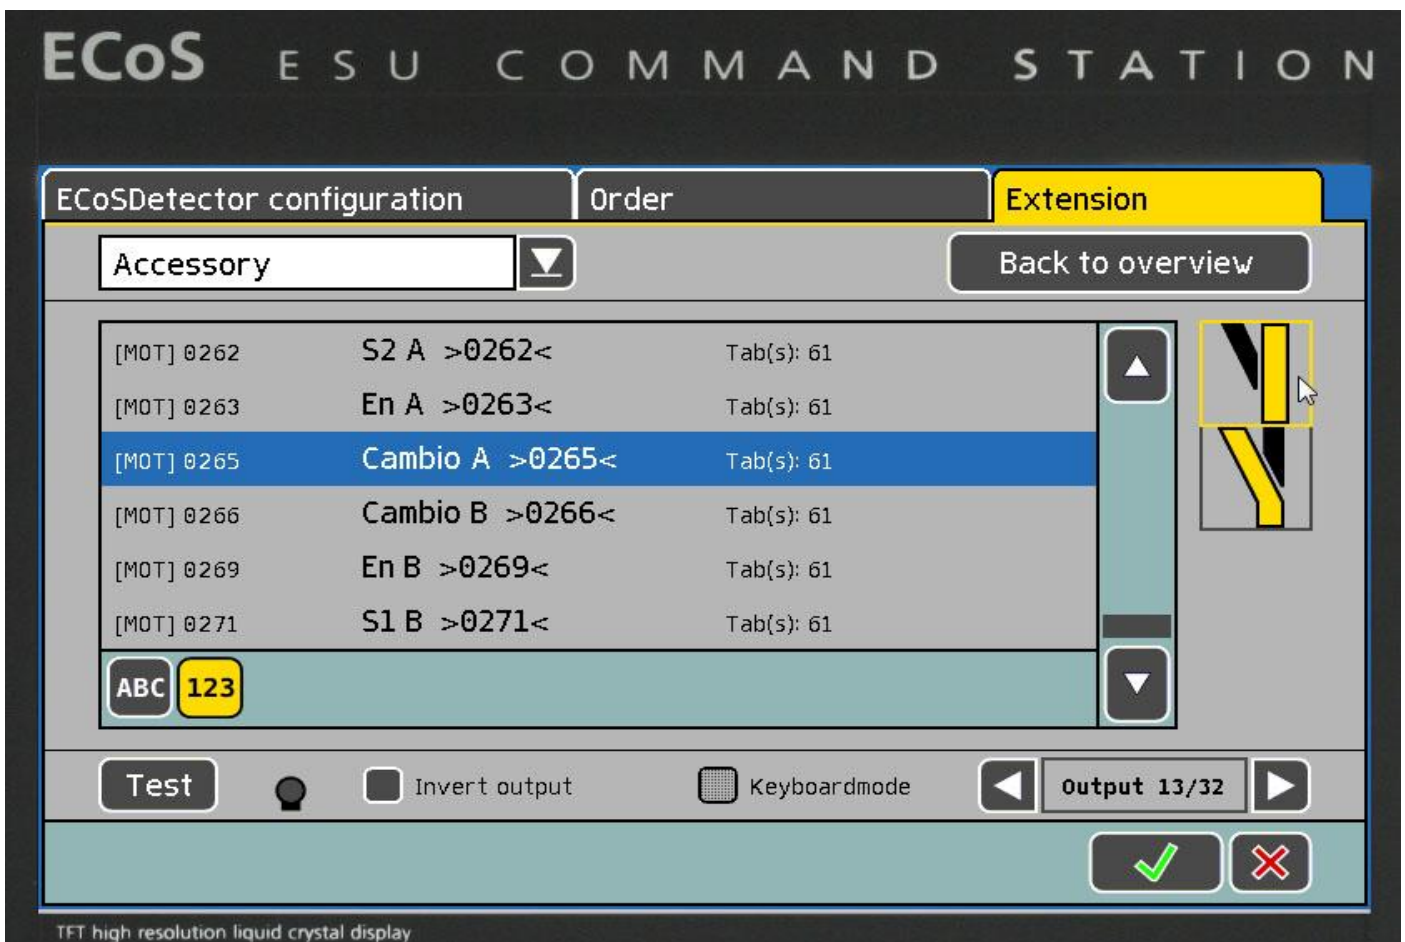 ECoS ESU COMMAND STATION
ECoSDetector configuration Order Extension
Accessory Back to overview
[MOT] 0262 S2 A >0262< Tab(s): 61
[MOT] 0263 En A >0263< Tab(s): 61
[MOT] 0265 Cambio A >0265< Tab(s): 61
[MOT] 0266 Cambio B >0266< Tab(s): 61
[MOT] 0269 En B >0269< Tab(s): 61
[MOT] 0271 S1 B >0271< Tab(s): 61
ABC 123
Test Invert output Keyboardmode Output 13/32
TFT high resolution liquid crystal display